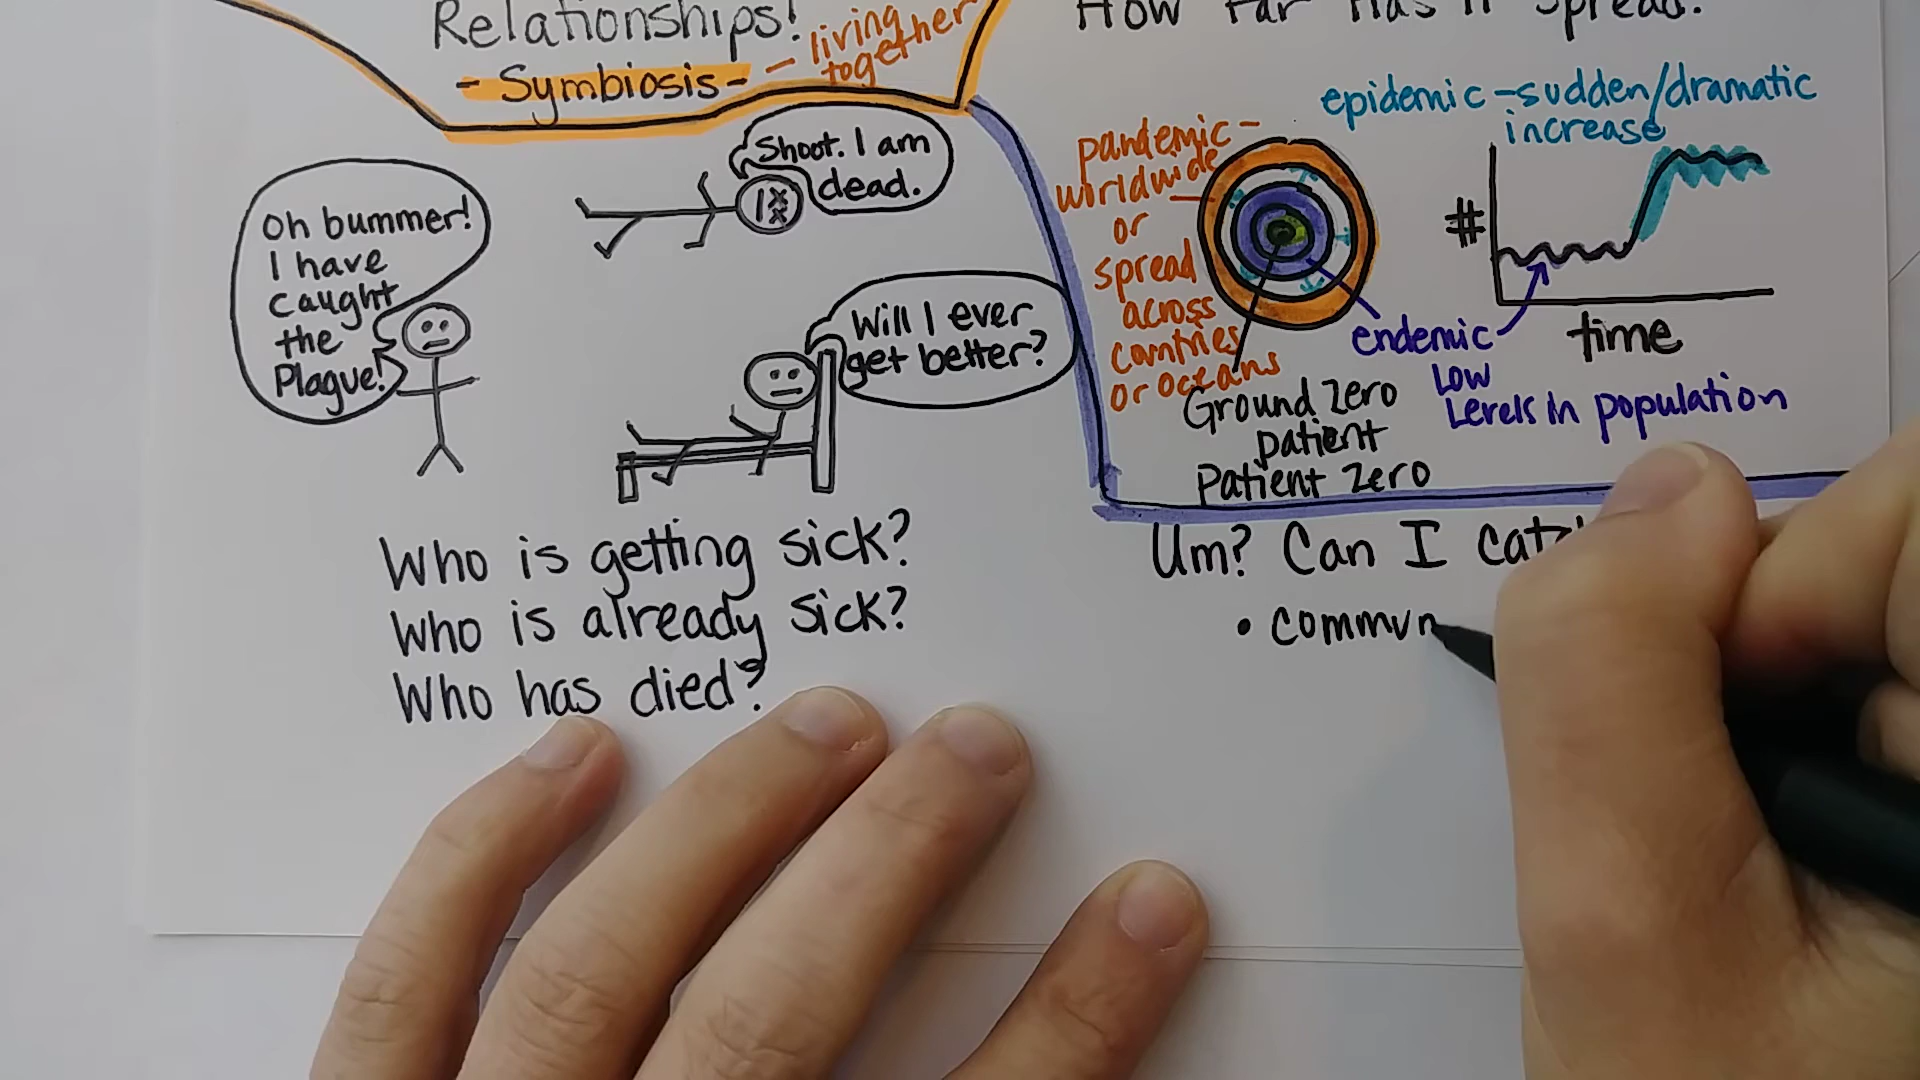 Relationships!
- Symbiosis -
- living
together
Oh bummer!
I have
caught
the
Plague!
Shoot. I am
dead.
Will I ever
get better?
Who is getting sick?
Who is already sick?
Who has died?
How Far Has it Spread?
epidemic - sudden/dramatic
increase
pandemic -
worldwide
or
spread
across
countries
or oceans
#
time
endemic
Low
Levels in population
Ground Zero
patient
Patient Zero
Um? Can I
• commun